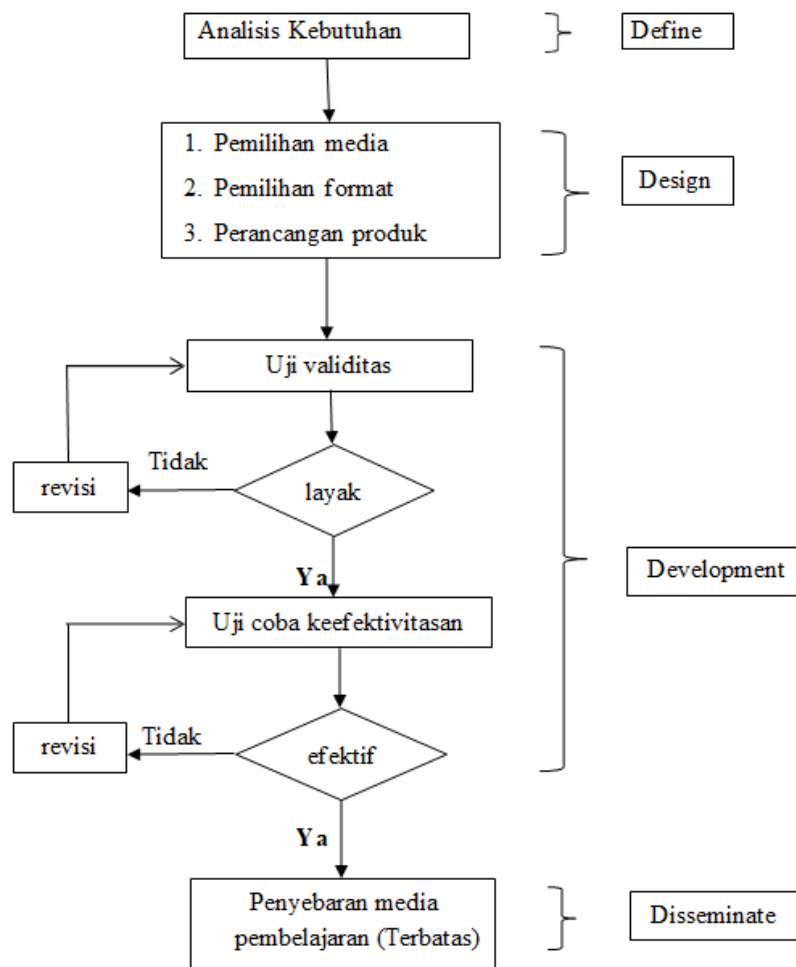 Analisis Kebutuhan
Define
1. Pemilihan media
2. Pemilihan format
3. Perancangan produk
Design
Uji validitas
Tidak
revisi
layak
Ya
Development
Uji coba keefektivitasan
revisi
Tidak
efektif
Ya
Penyebaran media
pembelajaran (Terbatas)
Disseminate